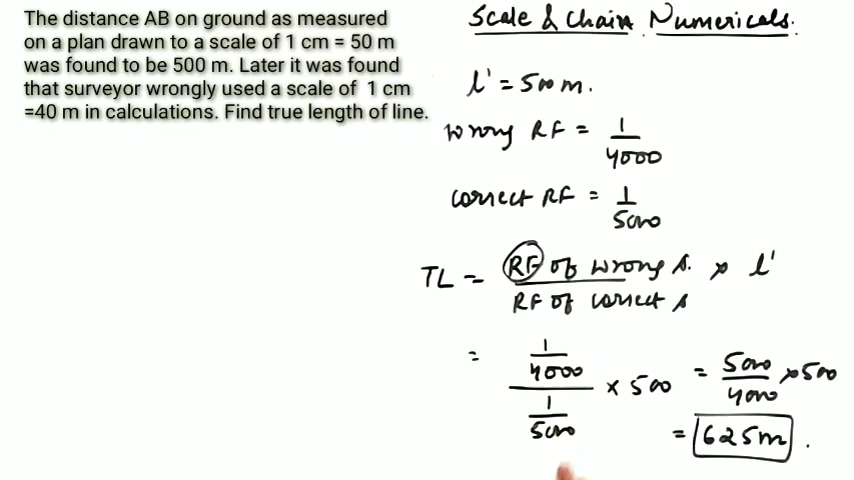 The distance AB on ground as measured
on a plan drawn to a scale of 1 cm = 50 m
was found to be 500 m. Later it was found
that surveyor wrongly used a scale of 1 cm
=40 m in calculations. Find true length of line.
Scale & Chain Numericals.
l' = 500 m.
wrong RF = 1/4000
correct RF = 1/5000
TL = RF of wrong s. / RF of correct s × l'
= 1/4000 / 1/5000 × 500 = 5000/4000 × 500
= 625m.